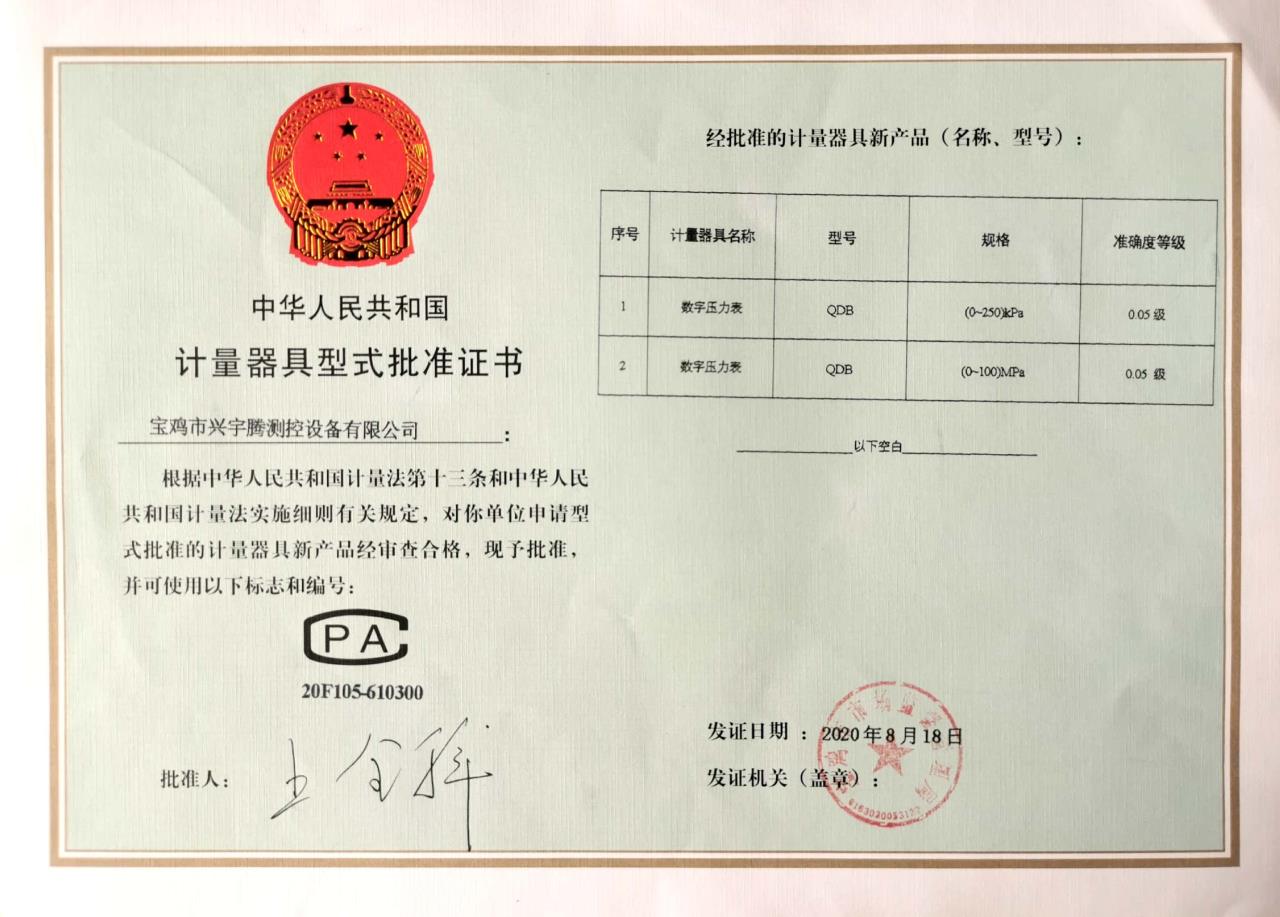 中华人民共和国
计量器具型式批准证书
宝鸡市兴宇腾测控设备有限公司：
根据中华人民共和国计量法第十三条和中华人民
共和国计量法实施细则有关规定，对你单位申请型
式批准的计量器具新产品经审查合格，现予批准，
并可使用以下标志和编号：
CPA
20F105-610300
批准人：王全科
经批准的计量器具新产品（名称、型号）：
序号 计量器具名称 型号 规格 准确度等级
1 数字压力表 QDB (0~250)kPa 0.05 级
2 数字压力表 QDB (0~100)MPa 0.05 级
以下空白
发证日期 ：2020年8月18日
发证机关（盖章）：